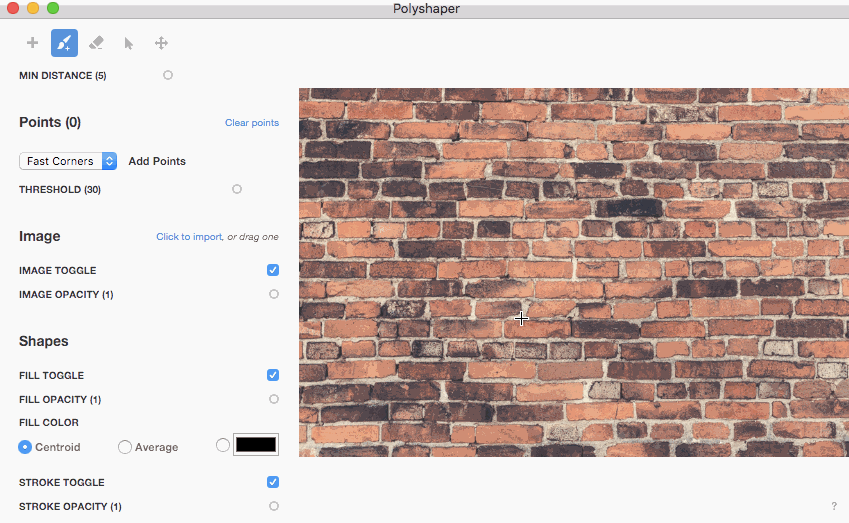 Polyshaper
MIN DISTANCE (5)
Points (0)
Clear points
Fast Corners
Add Points
THRESHOLD (30)
Image
Click to import, or drag one
IMAGE TOGGLE
IMAGE OPACITY (1)
Shapes
FILL TOGGLE
FILL OPACITY (1)
FILL COLOR
Centroid
Average
STROKE TOGGLE
STROKE OPACITY (1)
?